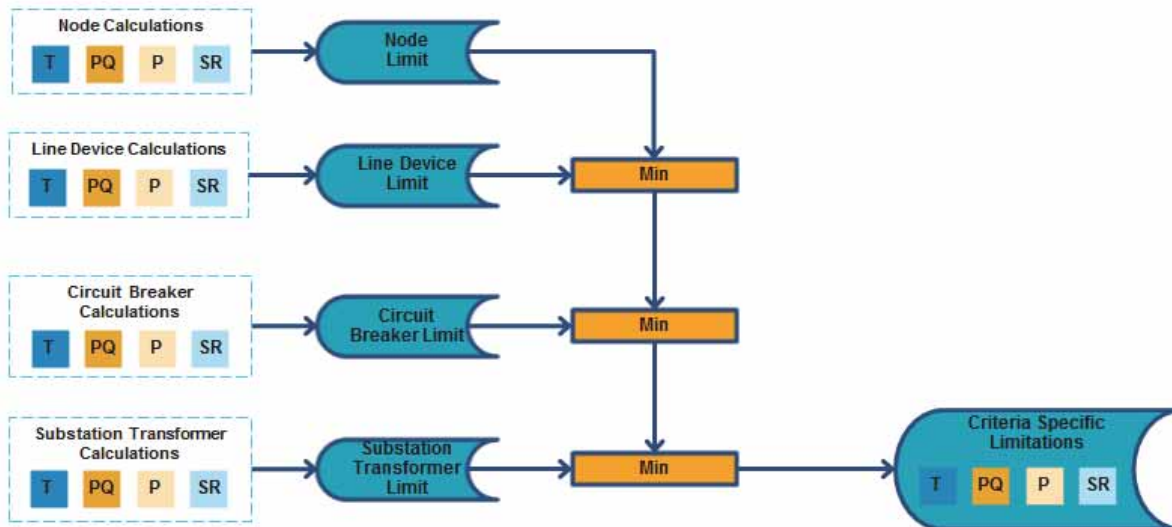 Node Calculations
T PQ P SR
Node
Limit
Line Device Calculations
T PQ P SR
Line Device
Limit
Min
Circuit Breaker
Calculations
T PQ P SR
Circuit
Breaker Limit
Min
Substation Transformer
Calculations
T PQ P SR
Substation
Transformer
Limit
Min
Criteria Specific
Limitations
T PQ P SR